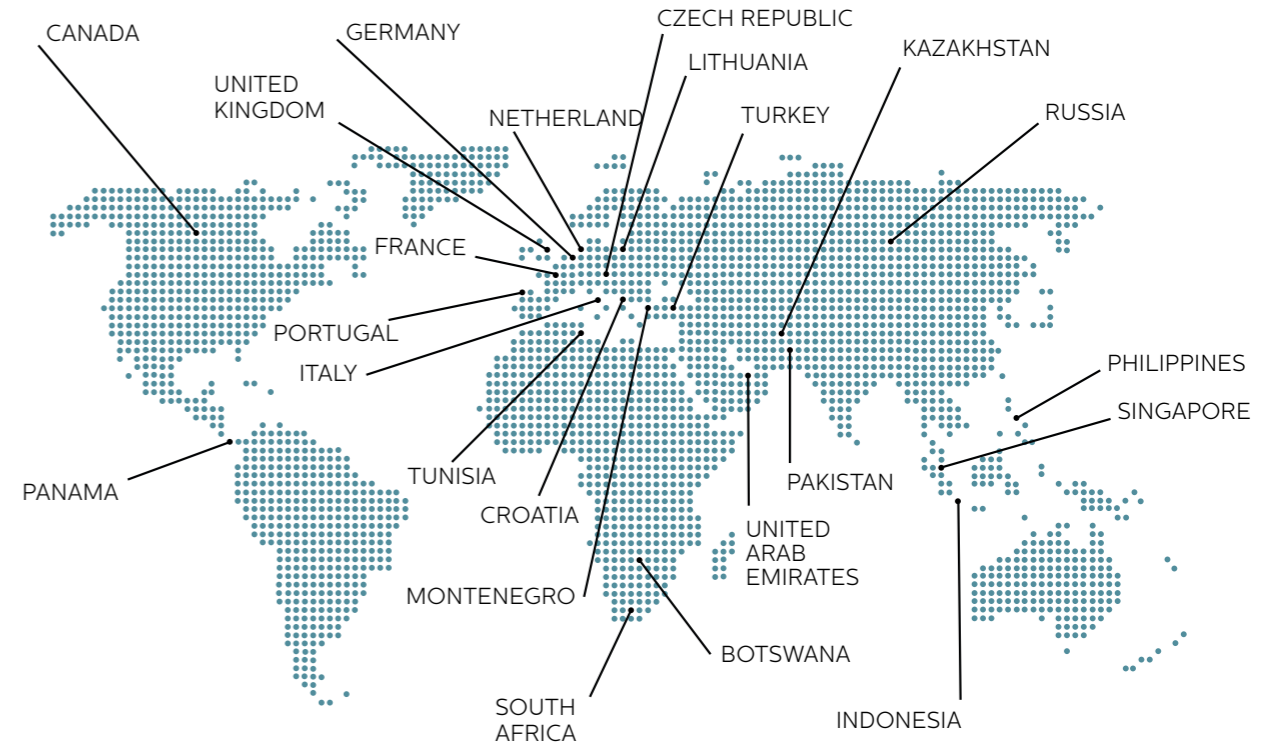 CANADA
GERMANY
CZECH REPUBLIC
KAZAKHSTAN
LITHUANIA
UNITED
KINGDOM
NETHERLAND
TURKEY
RUSSIA
FRANCE
PORTUGAL
ITALY
PHILIPPINES
SINGAPORE
TUNISIA
PAKISTAN
PANAMA
CROATIA
UNITED
ARAB
EMIRATES
MONTENEGRO
BOTSWANA
SOUTH
AFRICA
INDONESIA